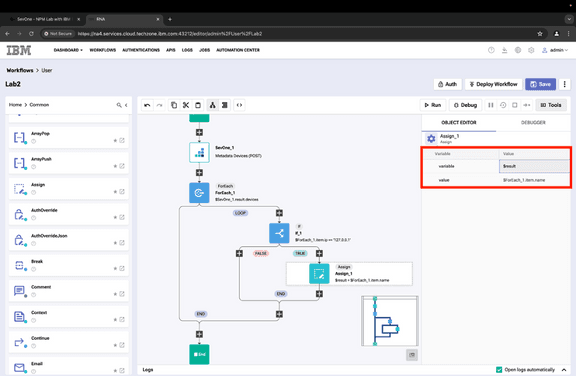 SevOne - NPM Lab with IBM
RNA
Not Secure
https://na4.services.cloud.techzone.ibm.com:43212/editor/admin%2FUser%2FLab2
IBM
DASHBOARD
WORKFLOWS
AUTHENTICATIONS
APIS
LOGS
JOBS
AUTOMATION CENTER
admin
Workflows > User
Lab2
Auth
Deploy Workflow
Save
Home > Common
Run
Debug
Tools
ArrayPop
ArrayPush
Assign
AuthOverride
AuthOverrideJson
Break
Comment
Context
Continue
Email
SevOne_1
Metadata Devices (POST)
ForEach
ForEach_1
$SevOne_1.result.devices
LOOP
If
If_1
$ForEach_1.item.ip == '127.0.0.1'
FALSE
TRUE
Assign
Assign_1
$result = $ForEach_1.item.name
END
END
END
OBJECT EDITOR
DEBUGGER
Assign_1
Assign
Variable
Value
variable
$result
value
$ForEach_1.item.name
Logs
Open logs automatically